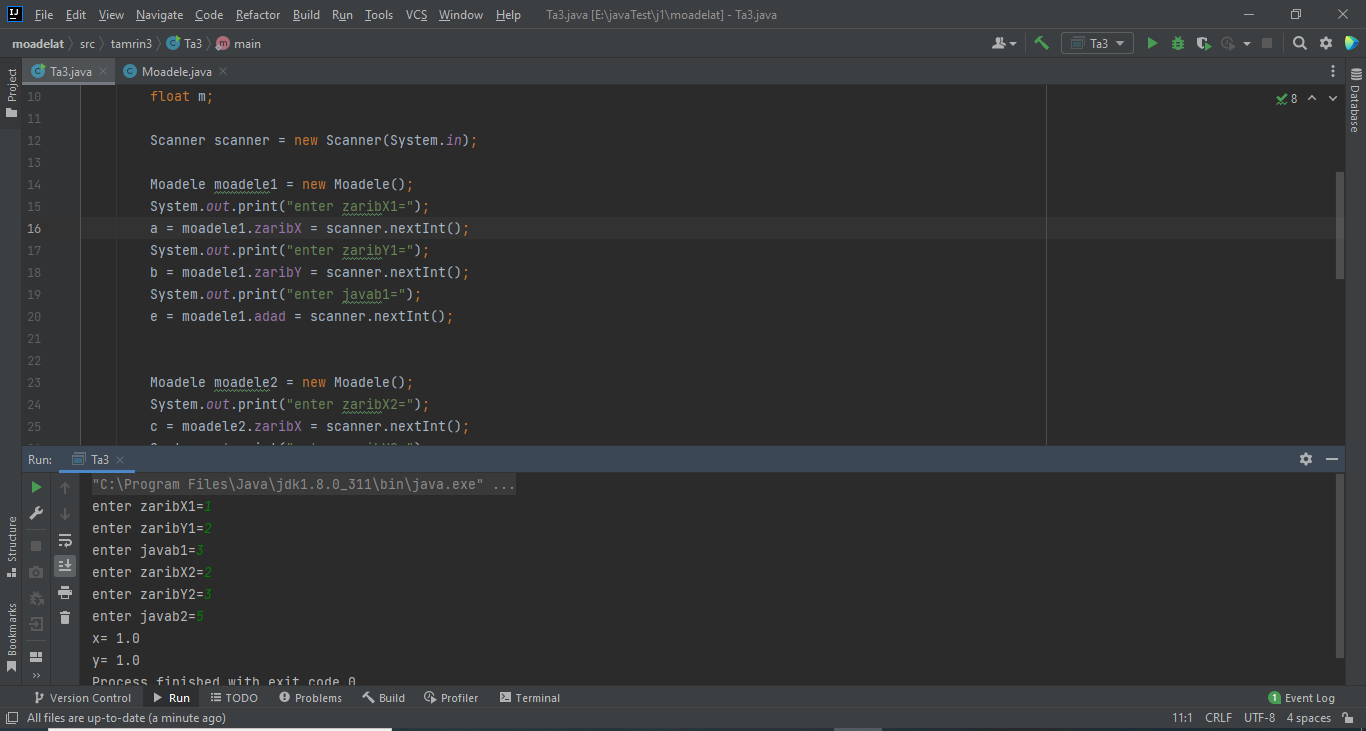 File Edit View Navigate Code Refactor Build Run Tools VCS Window Help Ta3.java [E:\javaTest\j1\moadelat] - Ta3.java
moadelat src tamrin3 Ta3 main Ta3
Project
Ta3.java Moadele.java
Database
8
10 float m;
11
12 Scanner scanner = new Scanner(System.in);
13
14 Moadele moadele1 = new Moadele();
15 System.out.print("enter zaribX1=");
16 a = moadele1.zaribX = scanner.nextInt();
17 System.out.print("enter zaribY1=");
18 b = moadele1.zaribY = scanner.nextInt();
19 System.out.print("enter javab1=");
20 e = moadele1.adad = scanner.nextInt();
21
22
23 Moadele moadele2 = new Moadele();
24 System.out.print("enter zaribX2=");
25 c = moadele2.zaribX = scanner.nextInt();
Run: Ta3
"C:\Program Files\Java\jdk1.8.0_311\bin\java.exe" ...
enter zaribX1=1
enter zaribY1=2
enter javab1=3
enter zaribX2=2
enter zaribY2=3
enter javab2=5
x= 1.0
y= 1.0
Process finished with exit code 0
Structure
Bookmarks
Version Control Run TODO Problems Build Profiler Terminal 1 Event Log
All files are up-to-date (a minute ago) 11:1 CRLF UTF-8 4 spaces